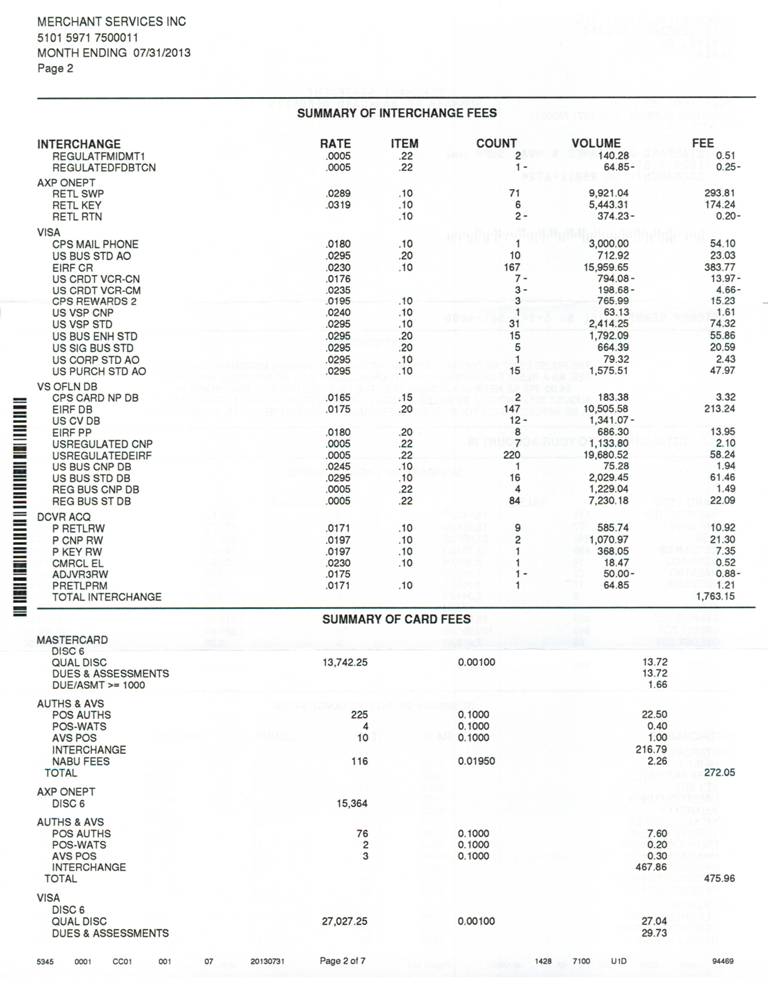 MERCHANT SERVICES INC
5101 5971 7500011
MONTH ENDING 07/31/2013
Page 2
SUMMARY OF INTERCHANGE FEES
INTERCHANGE RATE ITEM COUNT VOLUME FEE
REGULATFMIDMT1 .0005 .22 2 140.28 0.51
REGULATEDFDBTCN .0005 .22 1 - 64.85- 0.25-
AXP ONEPT
RETL SWP .0289 .10 71 9,921.04 293.81
RETL KEY .0319 .10 6 5,443.31 174.24
RETL RTN .10 2 - 374.23- 0.20-
VISA
CPS MAIL PHONE .0180 .10 1 3,000.00 54.10
US BUS STD AO .0295 .20 10 712.92 23.03
EIRF CR .0230 .10 167 15,959.65 383.77
US CRDT VCR-CN .0176 7 - 794.08- 13.97-
US CRDT VCR-CM .0235 3 - 198.68- 4.66-
CPS REWARDS 2 .0195 .10 3 765.99 15.23
US VSP CNP .0240 .10 1 63.13 1.61
US VSP STD .0295 .10 31 2,414.25 74.32
US BUS ENH STD .0295 .20 15 1,792.09 55.86
US SIG BUS STD .0295 .20 5 664.39 20.59
US CORP STD AO .0295 .10 1 79.32 2.43
US PURCH STD AO .0295 .10 15 1,575.51 47.97
VS OFLN DB
CPS CARD NP DB .0165 .15 2 183.38 3.32
EIRF DB .0175 .20 147 10,505.58 213.24
US CV DB 12 - 1,341.07-
EIRF PP .0180 .20 8 686.30 13.95
USREGULATED CNP .0005 .22 7 1,133.80 2.10
USREGULATEDEIRF .0005 .22 220 19,680.52 58.24
US BUS CNP DB .0245 .10 1 75.28 1.94
US BUS STD DB .0295 .10 16 2,029.45 61.46
REG BUS CNP DB .0005 .22 4 1,229.04 1.49
REG BUS ST DB .0005 .22 84 7,230.18 22.09
DCVR ACQ
P RETLRW .0171 .10 9 585.74 10.92
P CNP RW .0197 .10 2 1,070.97 21.30
P KEY RW .0197 .10 1 368.05 7.35
CMRCL EL .0230 .10 1 18.47 0.52
ADJVR3RW .0175 1 - 50.00- 0.88-
PRETLPRM .0171 .10 1 64.85 1.21
TOTAL INTERCHANGE 1,763.15
SUMMARY OF CARD FEES
MASTERCARD
DISC 6
QUAL DISC 13,742.25 0.00100 13.72
DUES & ASSESSMENTS 13.72
DUE/ASMT >= 1000 1.66
AUTHS & AVS
POS AUTHS 225 0.1000 22.50
POS-WATS 4 0.1000 0.40
AVS POS 10 0.1000 1.00
INTERCHANGE 216.79
NABU FEES 116 0.01950 2.26
TOTAL 272.05
AXP ONEPT
DISC 6 15,364
AUTHS & AVS
POS AUTHS 76 0.1000 7.60
POS-WATS 2 0.1000 0.20
AVS POS 3 0.1000 0.30
INTERCHANGE 467.86
TOTAL 475.96
VISA
DISC 6
QUAL DISC 27,027.25 0.00100 27.04
DUES & ASSESSMENTS 29.73
5345 0001 CC01 001 07 20130731 Page 2 of 7 1428 7100 U1D 94469